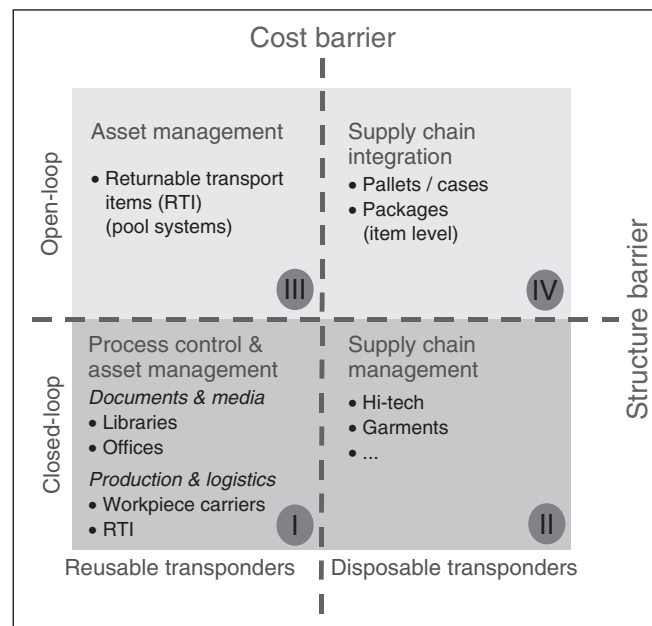 Cost barrier
Open-loop
Asset management
• Returnable transport
items (RTI)
(pool systems)
III
Supply chain
integration
• Pallets / cases
• Packages
(item level)
IV
Structure barrier
Closed-loop
Process control &
asset management
Documents & media
• Libraries
• Offices
Production & logistics
• Workpiece carriers
• RTI
I
Supply chain
management
• Hi-tech
• Garments
• ...
II
Reusable transponders
Disposable transponders